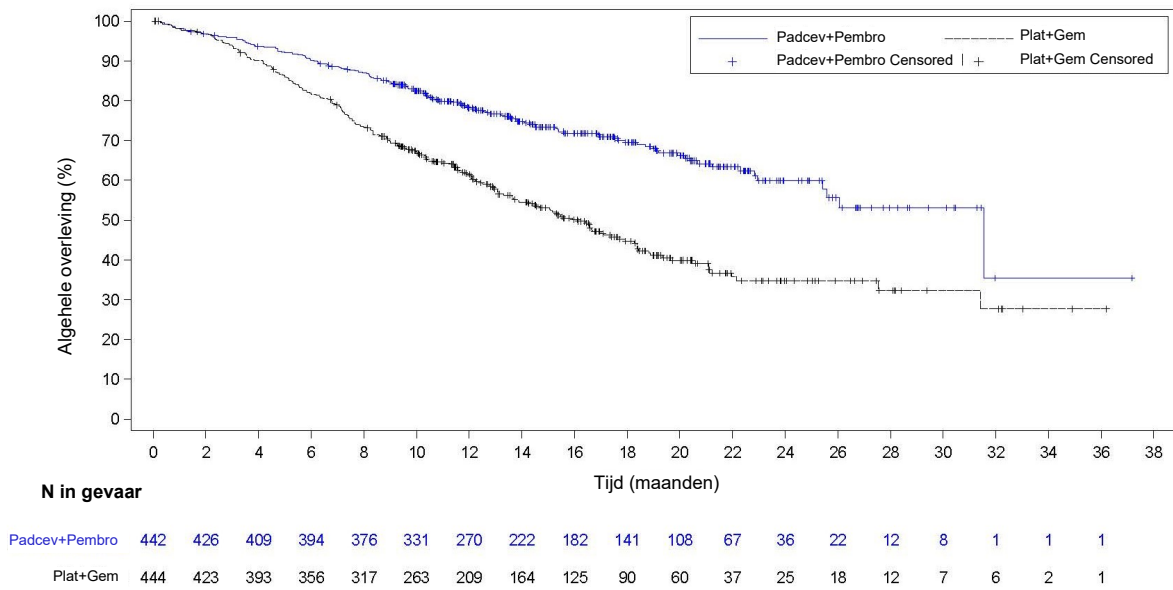 Padcev+Pembro Plat+Gem
Padcev+Pembro Censored Plat+Gem Censored
Algehele overleving (%)
100
90
80
70
60
50
40
30
20
10
0
0 2 4 6 8 10 12 14 16 18 20 22 24 26 28 30 32 34 36 38
Tijd (maanden)
N in gevaar
Padcev+Pembro 442 426 409 394 376 331 270 222 182 141 108 67 36 22 12 8 1 1 1
Plat+Gem 444 423 393 356 317 263 209 164 125 90 60 37 25 18 12 7 6 2 1